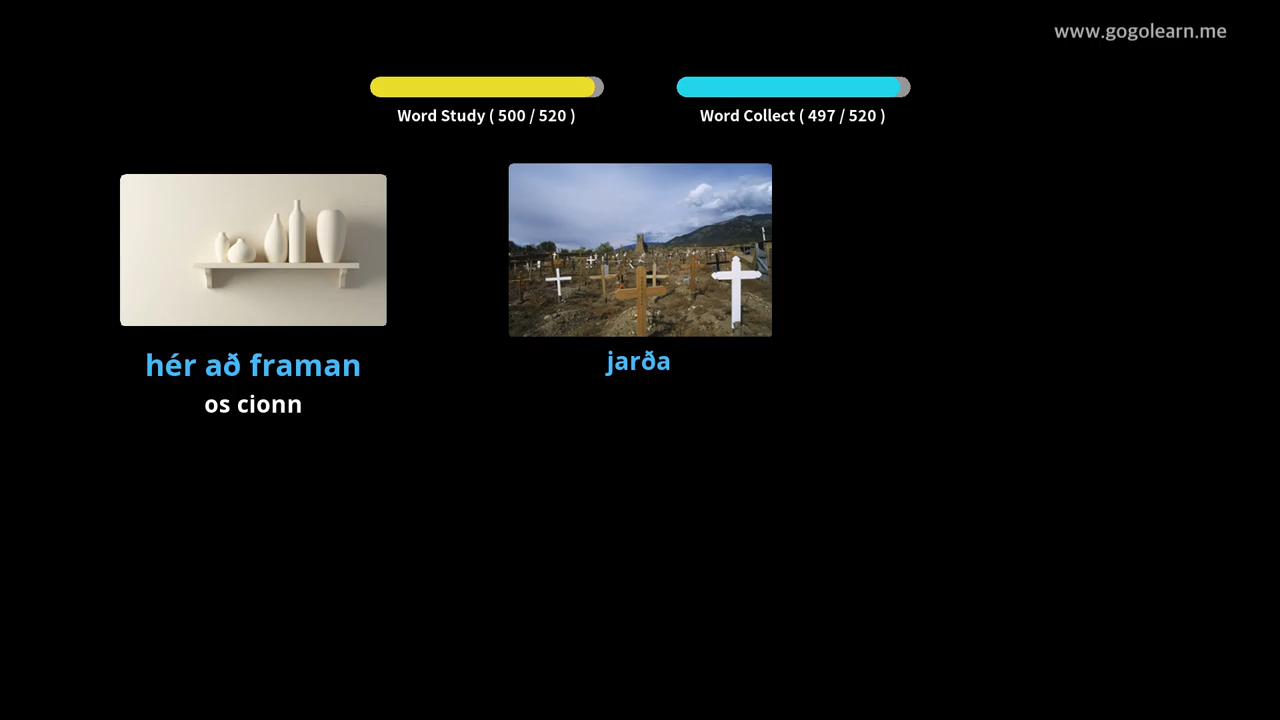 www.gogolearn.me
Word Study ( 500 / 520 )
Word Collect ( 497 / 520 )
hér að framan
os cionn
jarða